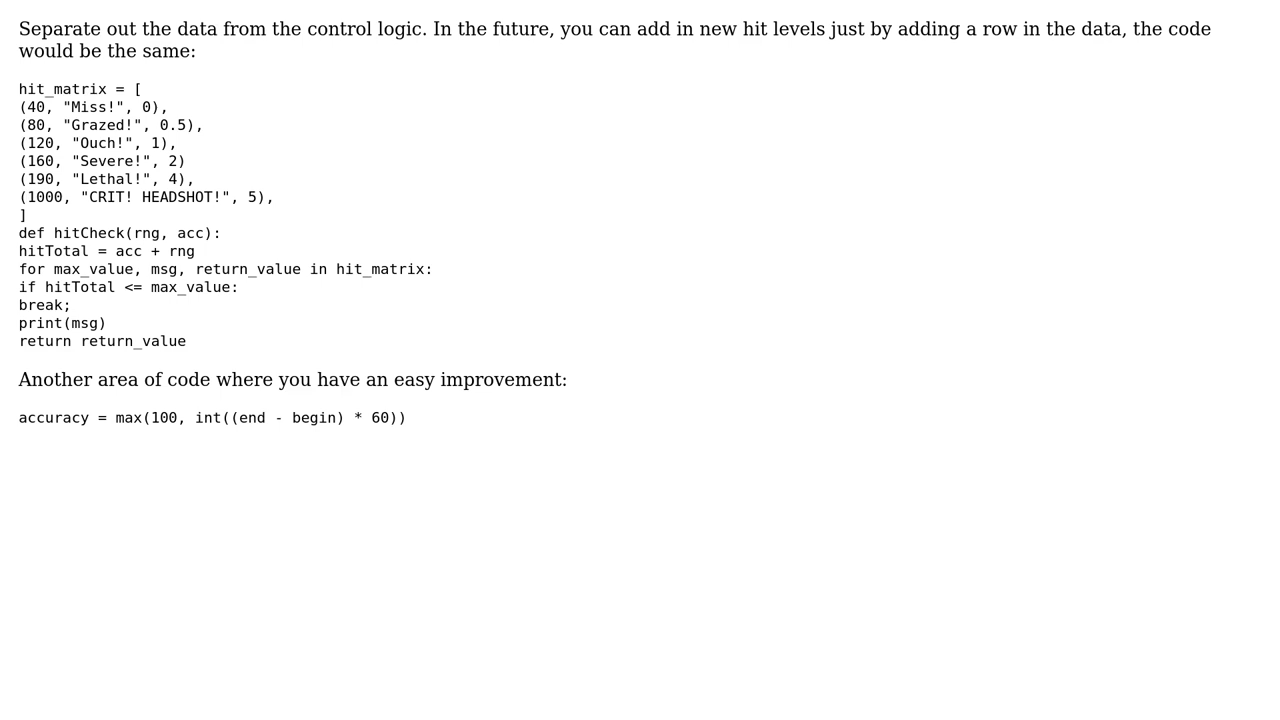 Separate out the data from the control logic. In the future, you can add in new hit levels just by adding a row in the data, the code
would be the same:
hit_matrix = [
(40, "Miss!", 0),
(80, "Grazed!", 0.5),
(120, "Ouch!", 1),
(160, "Severe!", 2)
(190, "Lethal!", 4),
(1000, "CRIT! HEADSHOT!", 5),
]
def hitCheck(rng, acc):
hitTotal = acc + rng
for max_value, msg, return_value in hit_matrix:
if hitTotal <= max_value:
break;
print(msg)
return return_value
Another area of code where you have an easy improvement:
accuracy = max(100, int((end - begin) * 60))